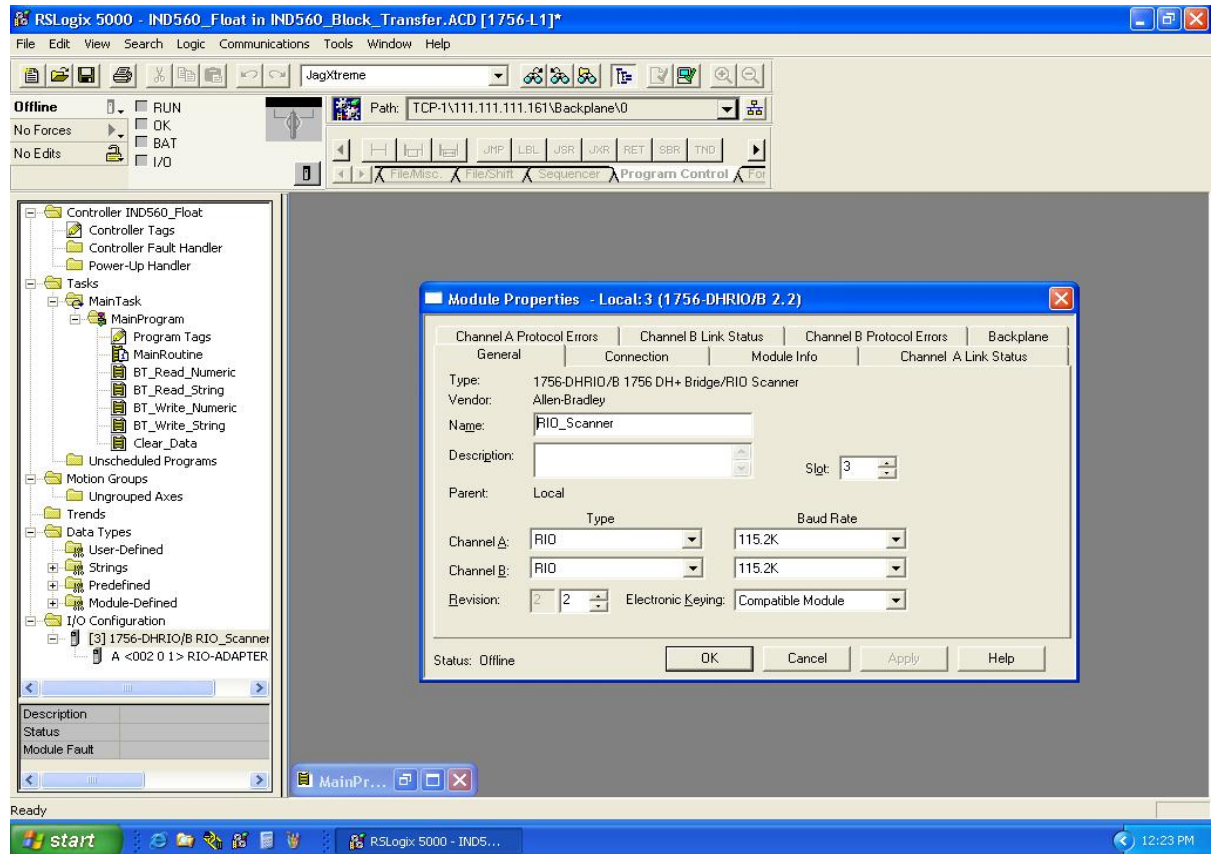 RSLogix 5000 - IND560_Float in IND560_Block_Transfer.ACD [1756-L1]*
File Edit View Search Logic Communications Tools Window Help
JagXtreme
Offline
RUN
No Forces
OK
No Edits
BAT
I/O
Path: TCP-1\111.111.111.161\Backplane\0
JMP LBL JSR JXR RET SBR TND
File/Misc. File/Shift Sequencer Program Control For
Controller IND560_Float
Controller Tags
Controller Fault Handler
Power-Up Handler
Tasks
MainTask
MainProgram
Program Tags
MainRoutine
BT_Read_Numeric
BT_Read_String
BT_Write_Numeric
BT_Write_String
Clear_Data
Unscheduled Programs
Motion Groups
Ungrouped Axes
Trends
Data Types
User-Defined
Strings
Predefined
Module-Defined
I/O Configuration
[3] 1756-DHRIO/B RIO_Scanner
A <002 0 1> RIO-ADAPTER
Description
Status
Module Fault
Module Properties - Local:3 (1756-DHRIO/B 2.2)
Channel A Protocol Errors Channel B Link Status Channel B Protocol Errors Backplane
General Connection Module Info Channel A Link Status
Type: 1756-DHRIO/B 1756 DH+ Bridge/RIO Scanner
Vendor: Allen-Bradley
Name: RIO_Scanner
Description:
Slot: 3
Parent: Local
Type Baud Rate
Channel A: RIO 115.2K
Channel B: RIO 115.2K
Revision: 2 2 Electronic Keying: Compatible Module
Status: Offline OK Cancel Apply Help
MainPr...
Ready
start RSLogix 5000 - IND5... 12:23 PM